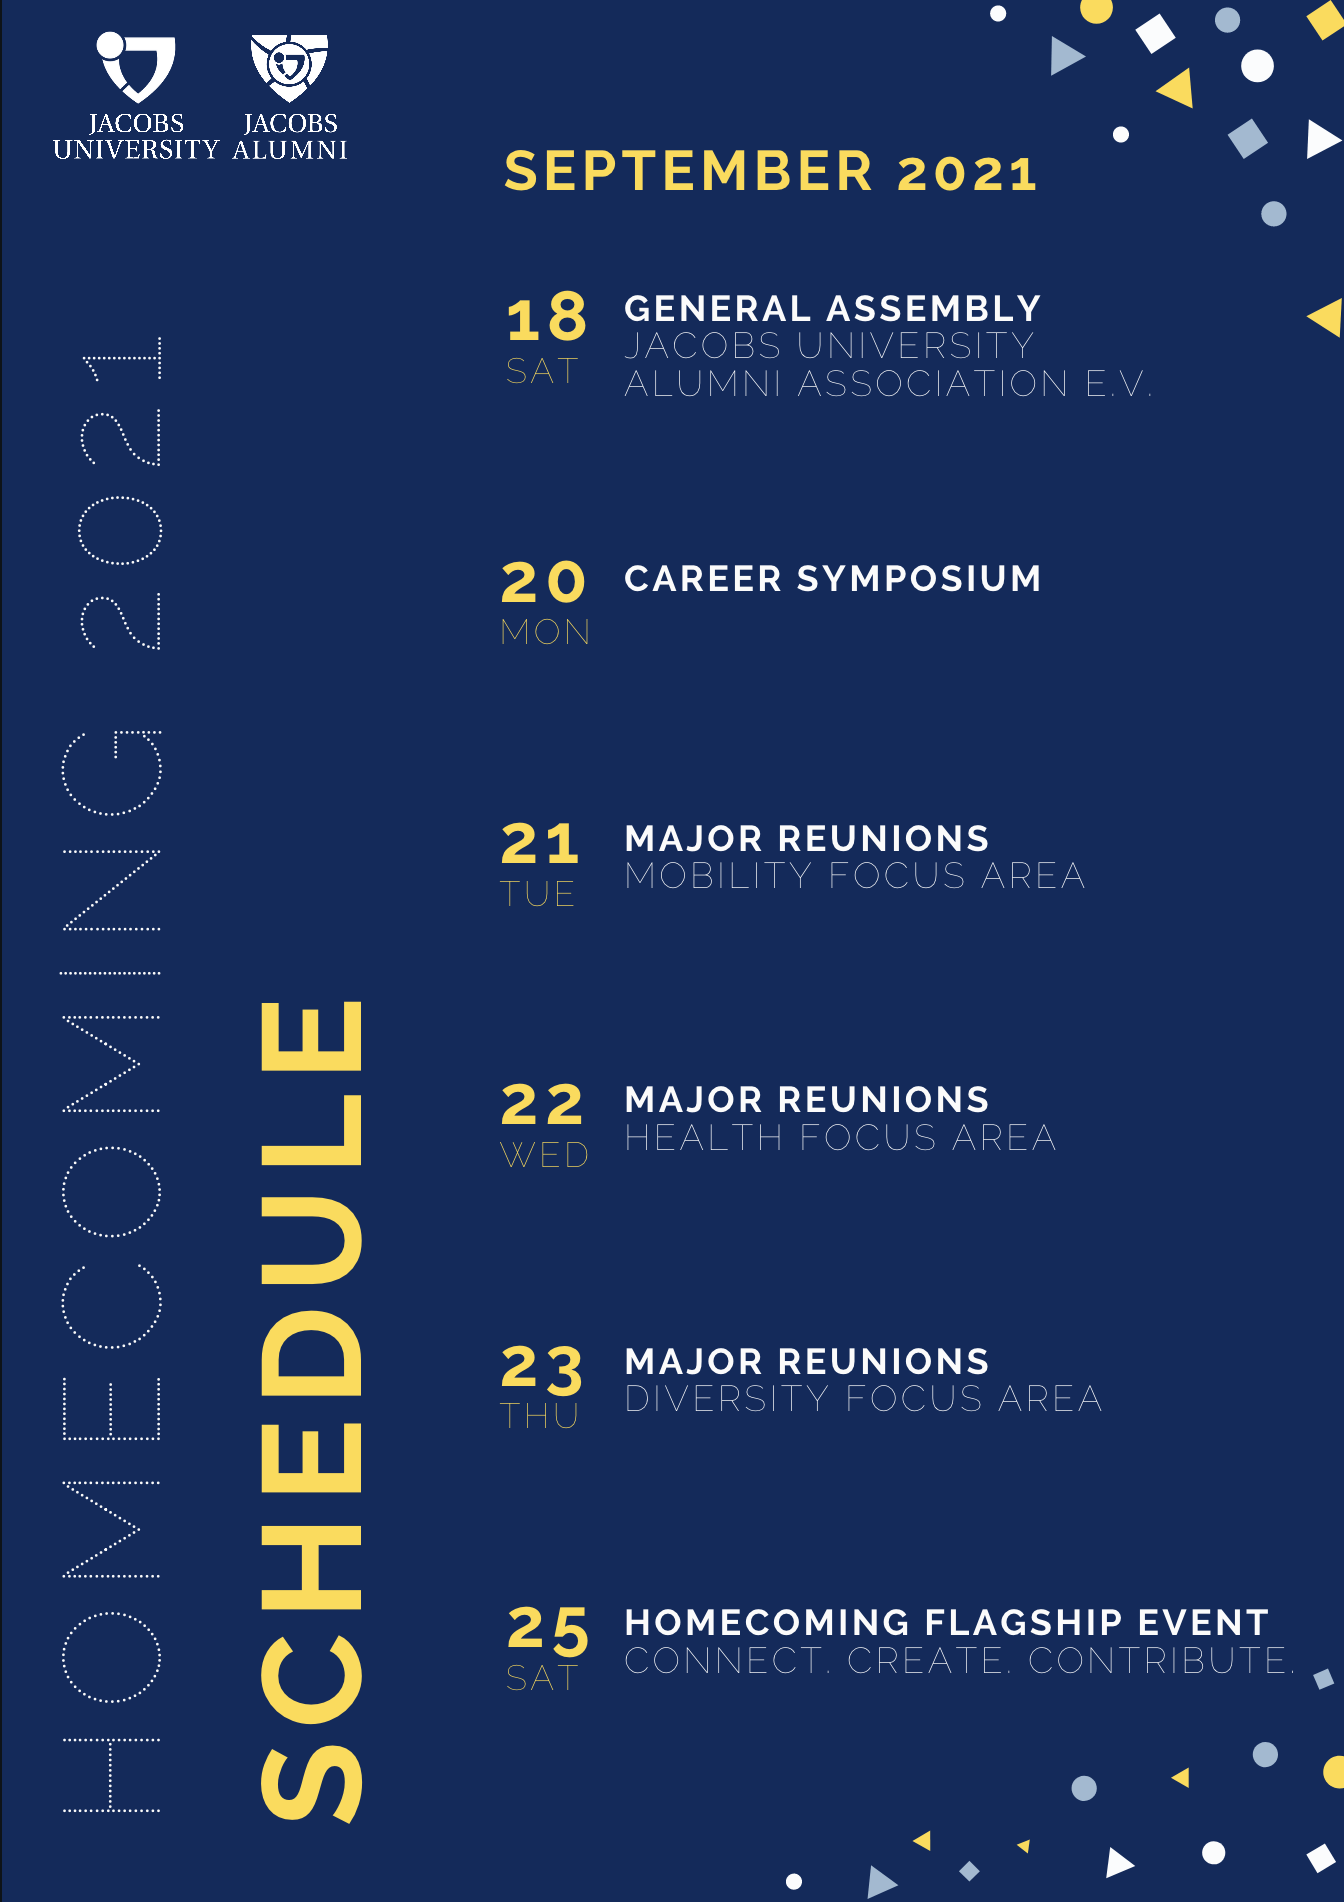 JACOBS
UNIVERSITY
JACOBS
ALUMNI
HOMECOMING 2021
SCHEDULE
SEPTEMBER 2021
18
SAT
GENERAL ASSEMBLY
JACOBS UNIVERSITY
ALUMNI ASSOCIATION E.V.
20
MON
CAREER SYMPOSIUM
21
TUE
MAJOR REUNIONS
MOBILITY FOCUS AREA
22
WED
MAJOR REUNIONS
HEALTH FOCUS AREA
23
THU
MAJOR REUNIONS
DIVERSITY FOCUS AREA
25
SAT
HOMECOMING FLAGSHIP EVENT
CONNECT. CREATE. CONTRIBUTE.